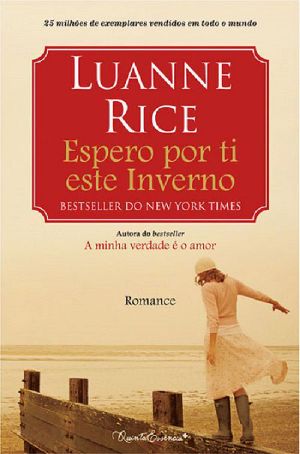 25 milhões de exemplares vendidos em todo o mundo
LUANNE
RICE
Espero por ti
este Inverno
BESTSELLER DO NEW YORK TIMES
Autora do bestseller
A minha verdade é o amor
Romance
QuintaEssência